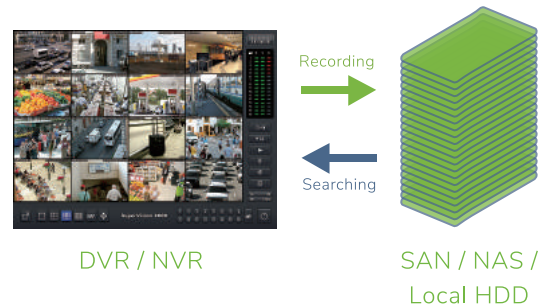 Recording
Searching
DVR / NVR
SAN / NAS /
Local HDD